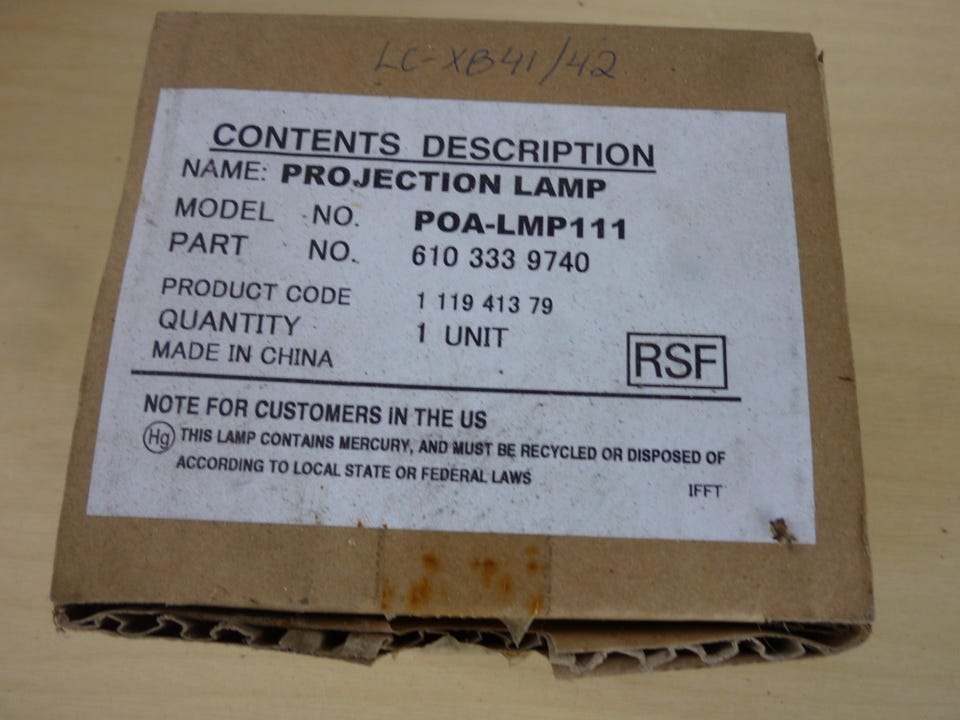 LC-XB41/42
CONTENTS DESCRIPTION
NAME: PROJECTION LAMP
MODEL NO. POA-LMP111
PART NO. 610 333 9740
PRODUCT CODE 1 119 413 79
QUANTITY 1 UNIT
MADE IN CHINA
RSF
NOTE FOR CUSTOMERS IN THE US
Hg THIS LAMP CONTAINS MERCURY, AND MUST BE RECYCLED OR DISPOSED OF
ACCORDING TO LOCAL STATE OR FEDERAL LAWS
IFFT